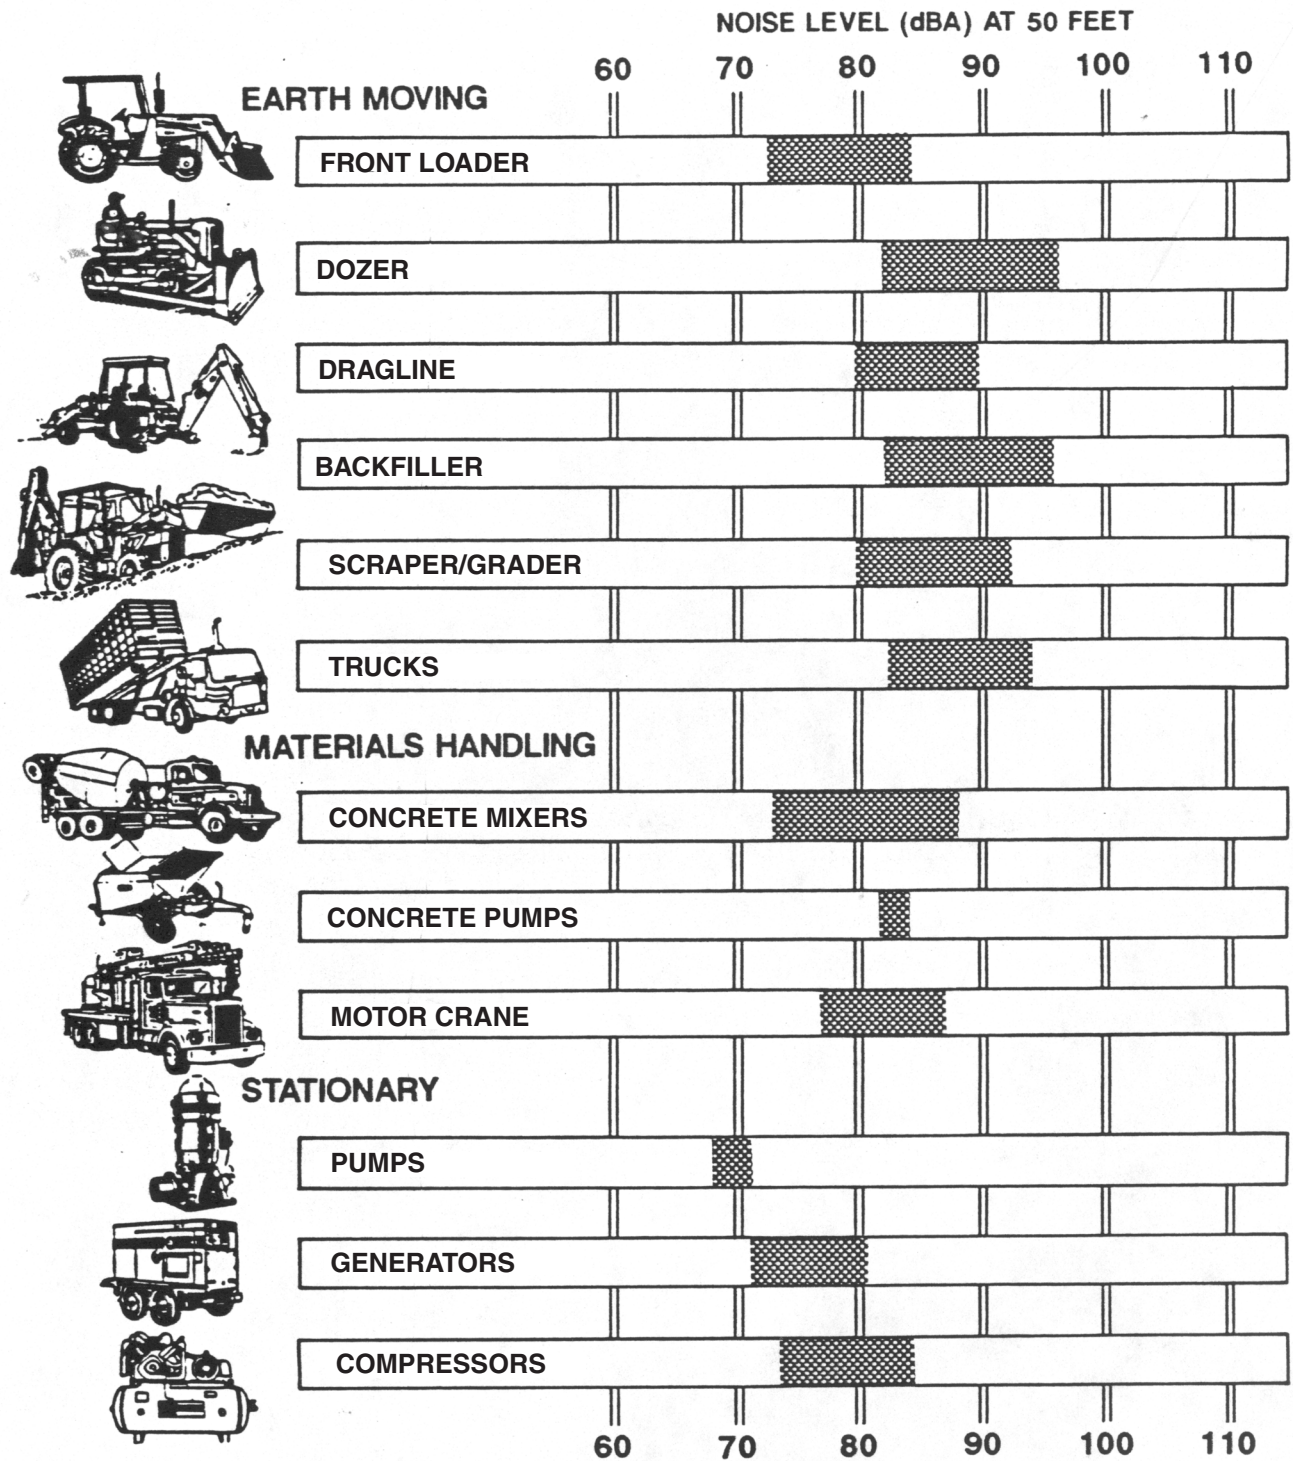 NOISE LEVEL (dBA) AT 50 FEET
60 70 80 90 100 110
EARTH MOVING
FRONT LOADER
DOZER
DRAGLINE
BACKFILLER
SCRAPER/GRADER
TRUCKS
MATERIALS HANDLING
CONCRETE MIXERS
CONCRETE PUMPS
MOTOR CRANE
STATIONARY
PUMPS
GENERATORS
COMPRESSORS
60 70 80 90 100 110